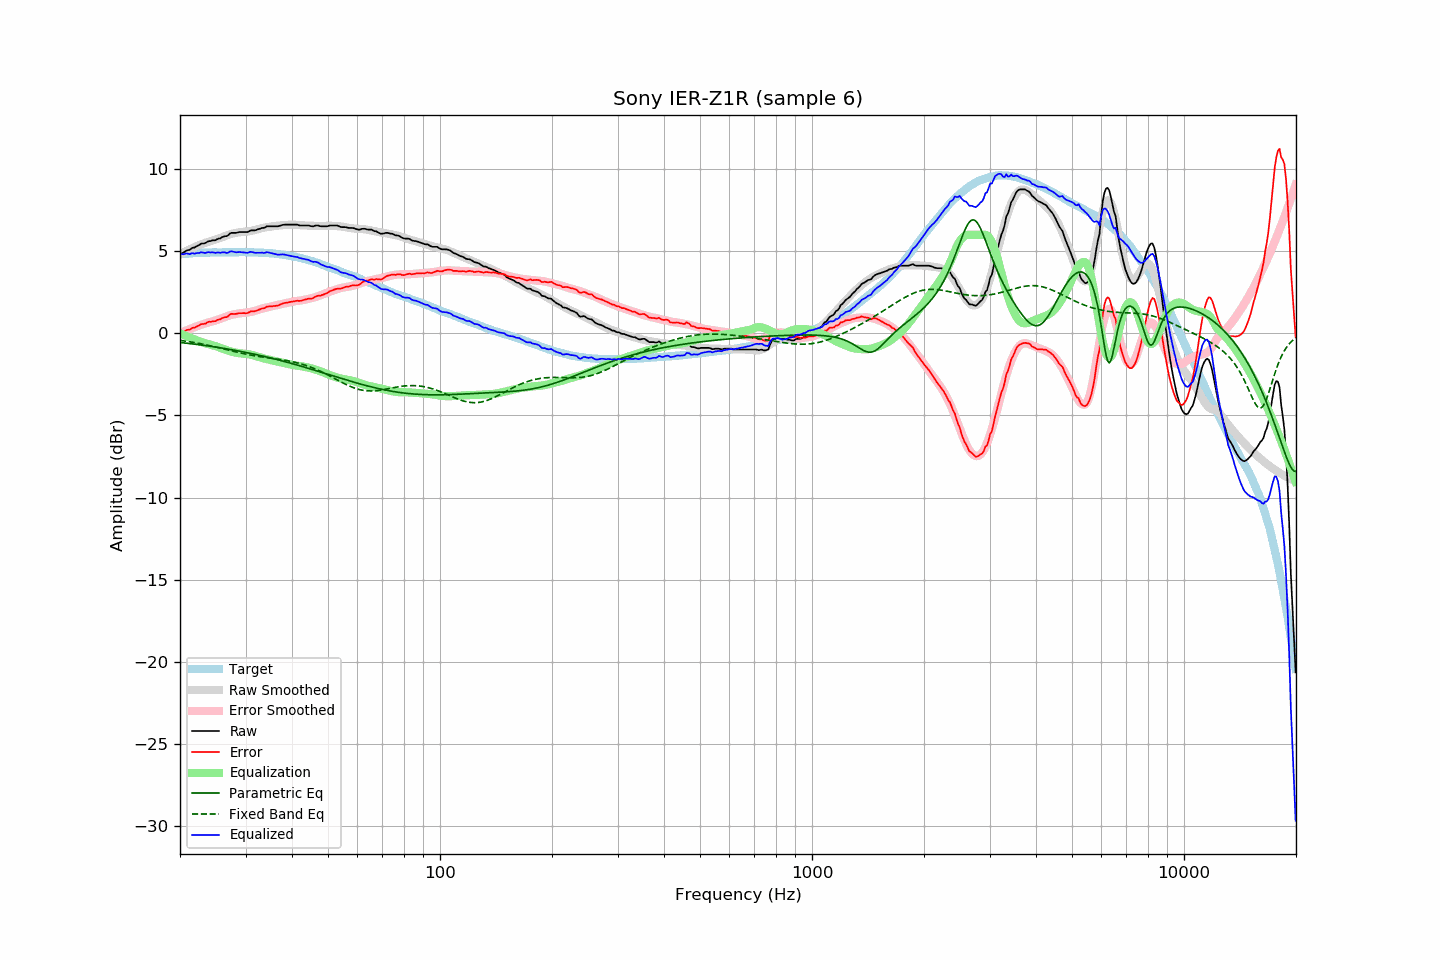 Sony IER-Z1R (sample 6)
10
5
0
−5
−10
−15
−20
−25
−30
Amplitude (dBr)
Target
Raw Smoothed
Error Smoothed
Raw
Error
Equalization
Parametric Eq
Fixed Band Eq
Equalized
100 1000 10000
Frequency (Hz)